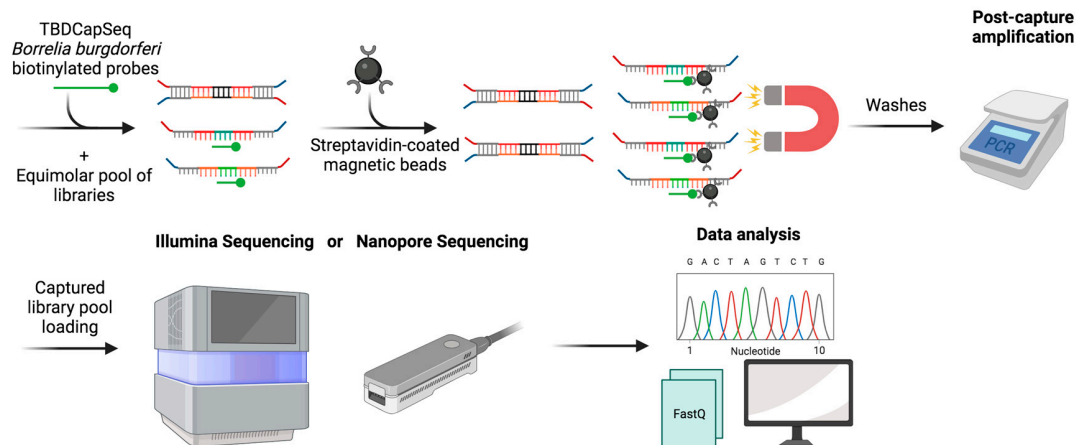 TBDCapSeq
Borrelia burgdorferi
biotinylated probes
+
Equimolar pool of
libraries
Streptavidin-coated
magnetic beads
Washes
Post-capture
amplification
PCR
Captured
library pool
loading
Illumina Sequencing or Nanopore Sequencing
Data analysis
G A C T A G T C T G
1 Nucleotide 10
FastQ